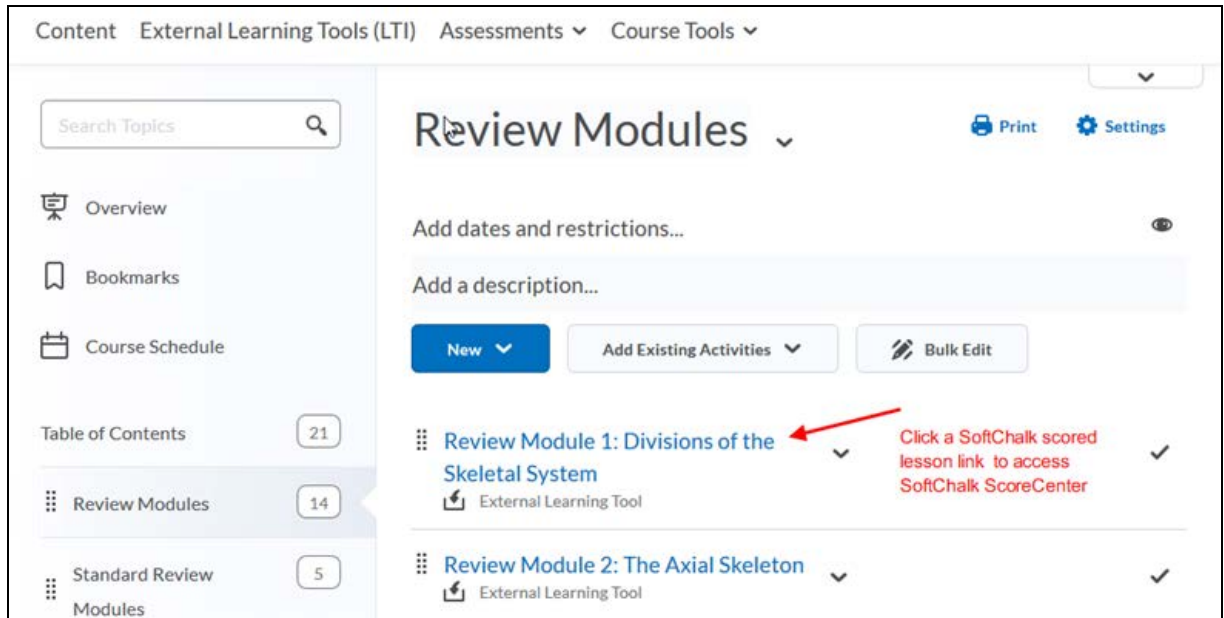 Content External Learning Tools (LTI) Assessments Course Tools
Search Topics
Overview
Bookmarks
Course Schedule
Table of Contents 21
Review Modules 14
Standard Review 5
Modules
Review Modules
Print Settings
Add dates and restrictions...
Add a description...
New Add Existing Activities Bulk Edit
Review Module 1: Divisions of the
Skeletal System
External Learning Tool
Click a SoftChalk scored
lesson link to access
SoftChalk ScoreCenter
Review Module 2: The Axial Skeleton
External Learning Tool